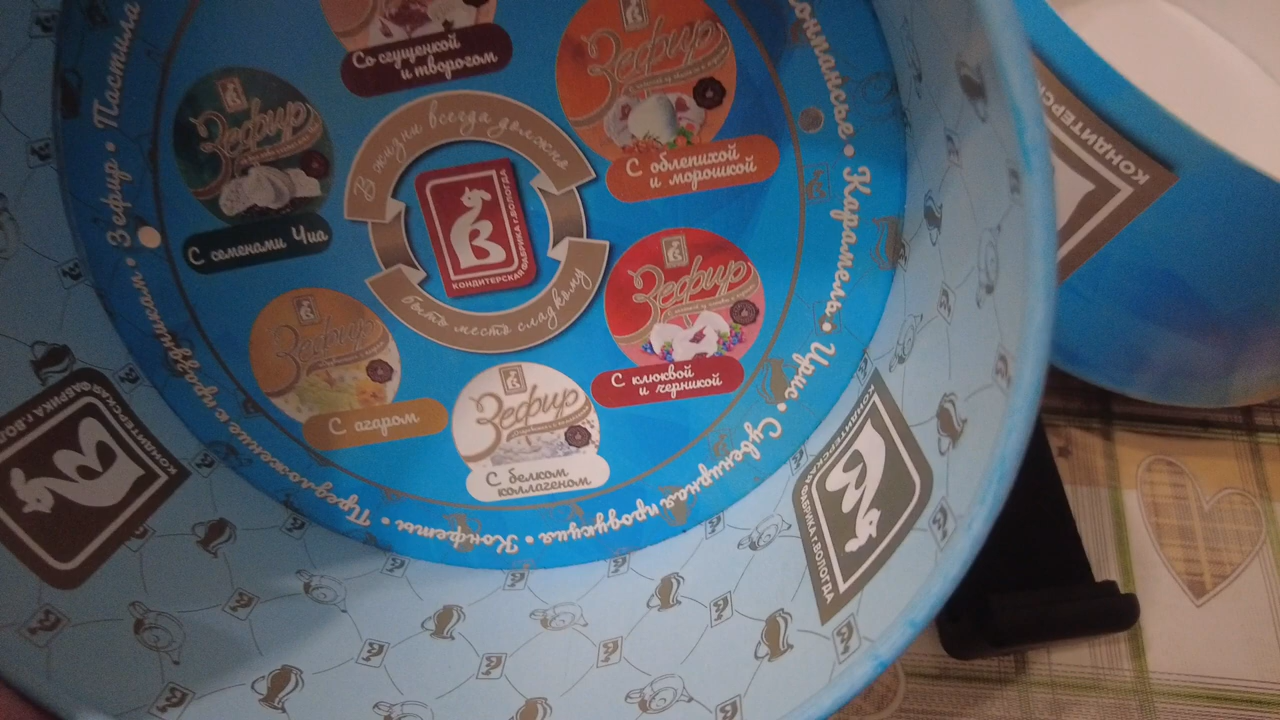 Со сгущенкой
и творогом
Зефир
С облепихой
и морошкой
Зефир
С семенами Чиа
В жизни всегда должно
быть место сладкому
КОНДИТЕРСКАЯ ФАБРИКА г.ВОЛОГДА
Зефир
С клюквой
и черникой
Зефир
С агаром
Зефир
С белком
коллагеном
Карамель • Ирис • Сувенирная продукция • Конфеты • Предложение к праздникам • Зефир • Пастила
КОНДИТЕРСКАЯ
ФАБРИКА г.ВОЛО
КОНДИТЕРСКАЯ
ФАБРИКА г.ВОЛОГДА
КОНДИТЕРС